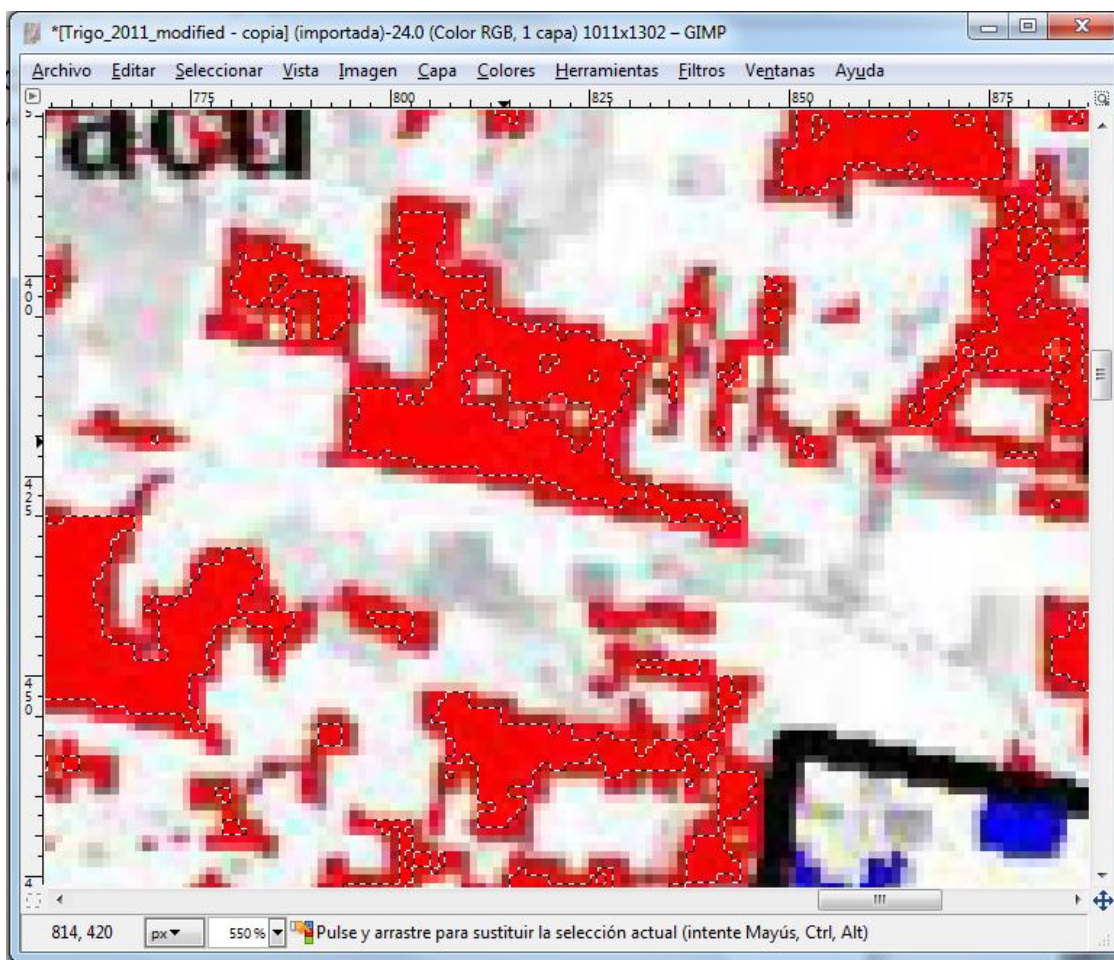 *[Trigo_2011_modified - copia] (importada)-24.0 (Color RGB, 1 capa) 1011x1302 – GIMP
Archivo Editar Seleccionar Vista Imagen Capa Colores Herramientas Filtros Ventanas Ayuda
775 800 825 850 875
400
425
450
814, 420 px 550 % Pulse y arrastre para sustituir la selección actual (intente Mayús, Ctrl, Alt)